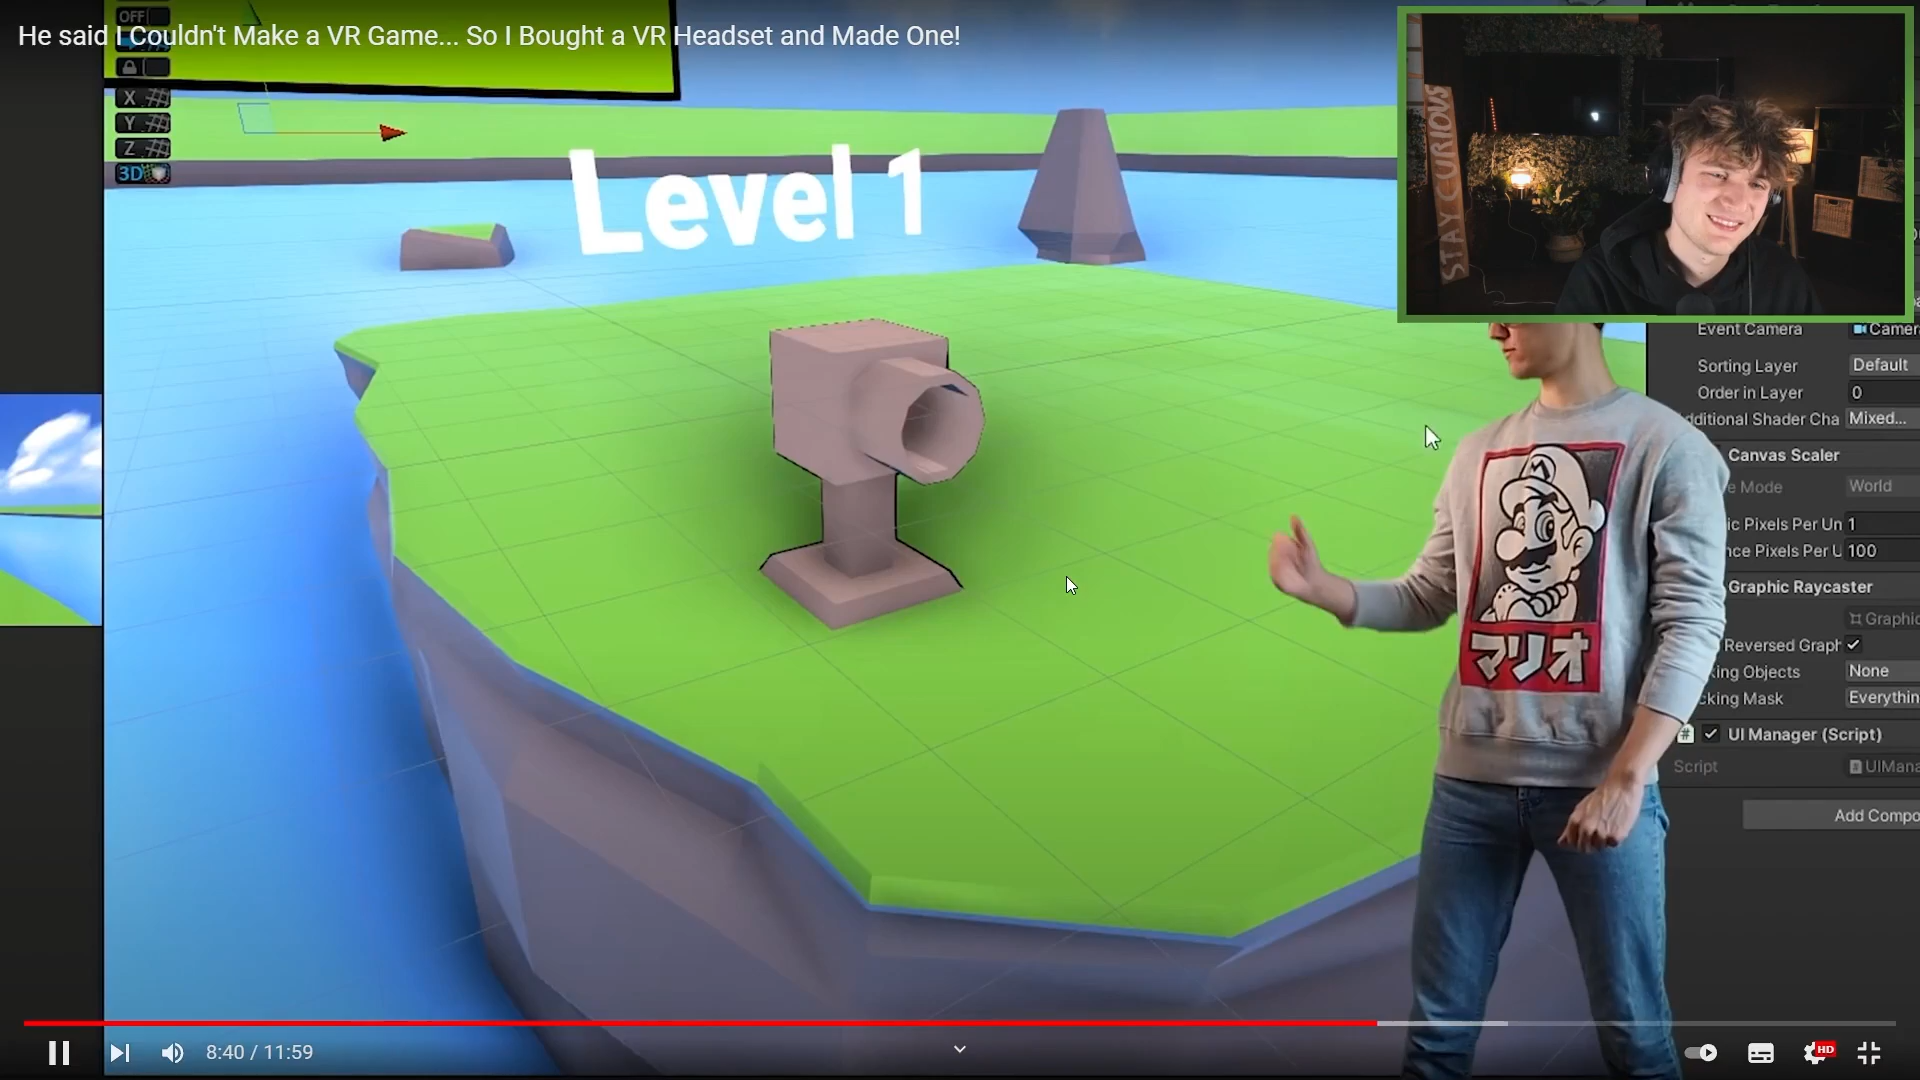 He said I Couldn't Make a VR Game... So I Bought a VR Headset and Made One!
OFF
X
Y
Z
3D
Level 1
STAY CURIOUS
Event Camera
Sorting Layer Default
Order in Layer 0
dditional Shader Cha Mixed...
Canvas Scaler
e Mode World
ic Pixels Per Un 1
nce Pixels Per U 100
Graphic Raycaster
Graphic
Reversed Graph
king Objects None
cking Mask Everythin
# UI Manager (Script)
Script UIMana
Add Compo
マリオ
8:40 / 11:59
HD